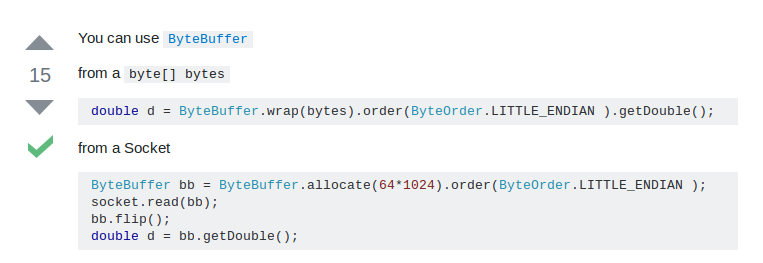 You can use ByteBuffer
15
from a byte[] bytes
double d = ByteBuffer.wrap(bytes).order(ByteOrder.LITTLE_ENDIAN ).getDouble();
from a Socket
ByteBuffer bb = ByteBuffer.allocate(64*1024).order(ByteOrder.LITTLE_ENDIAN );
socket.read(bb);
bb.flip();
double d = bb.getDouble();